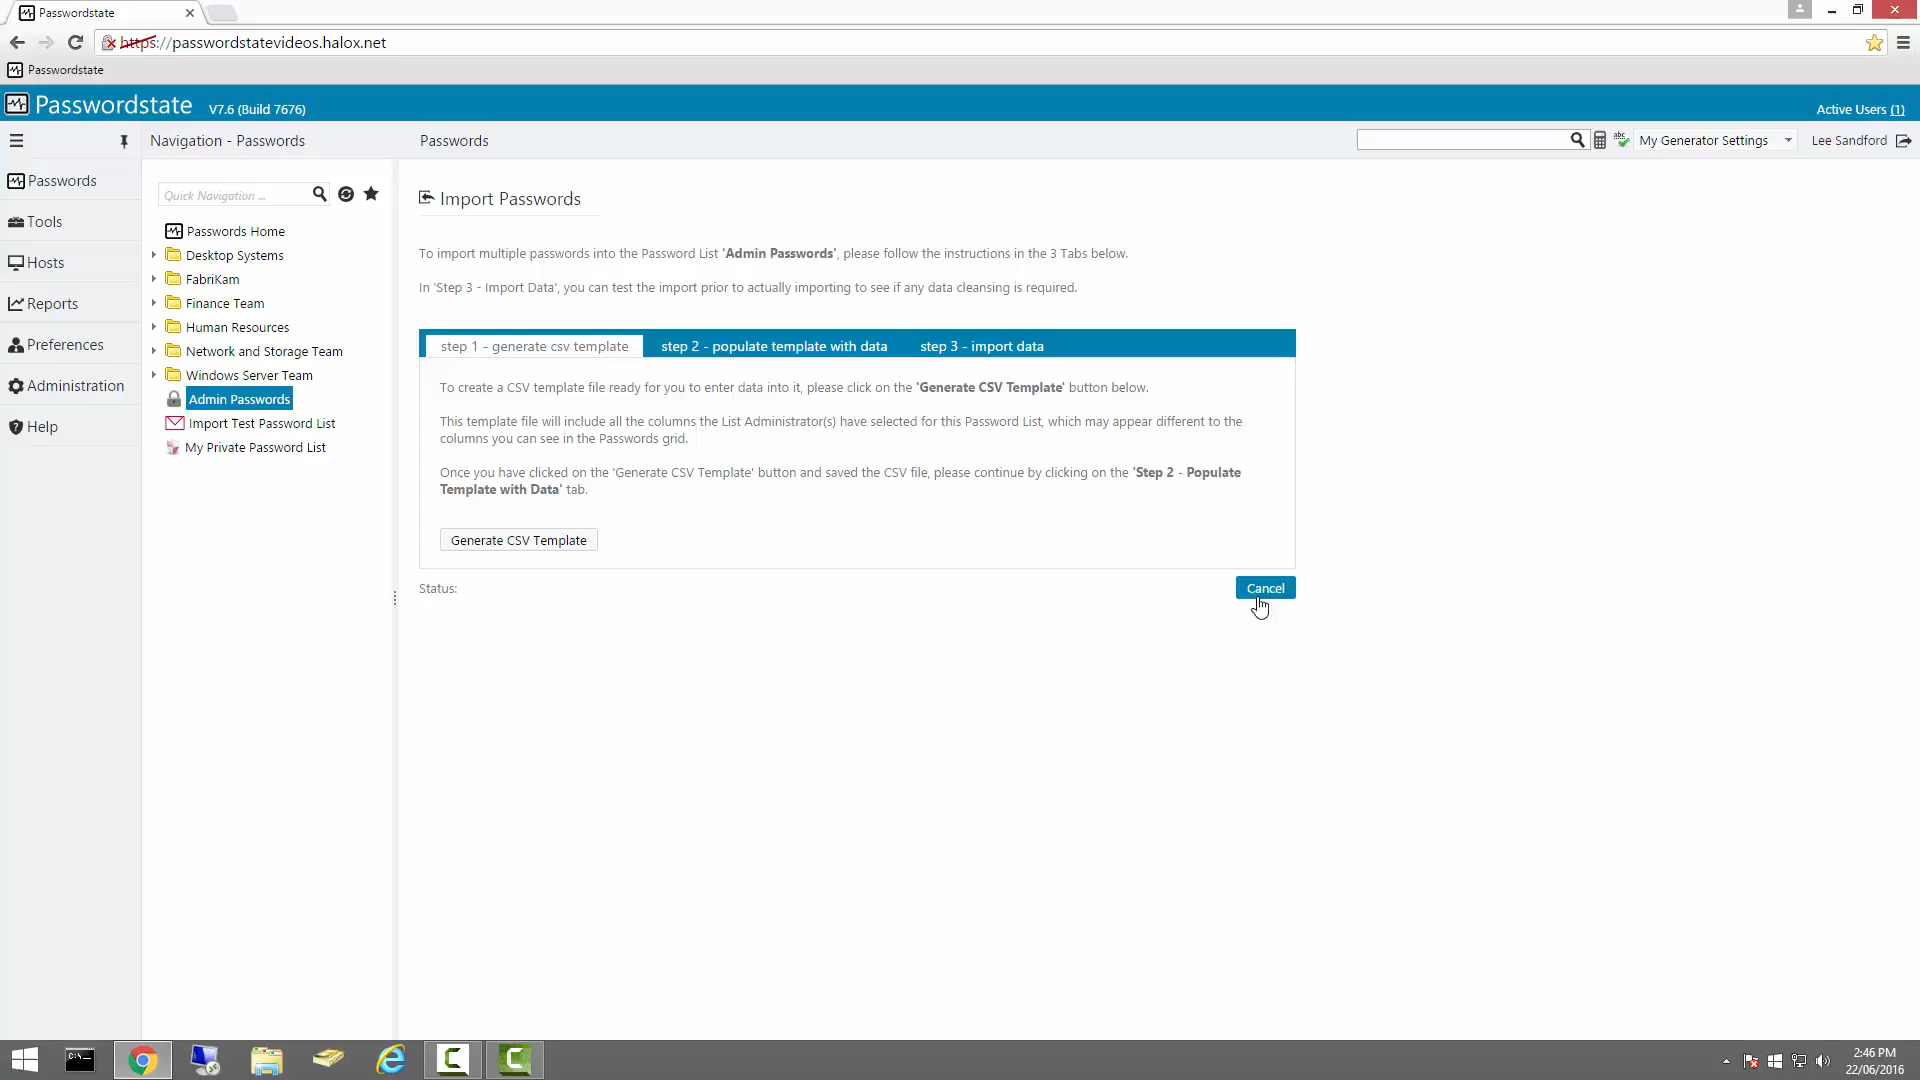 Passwordstate
https://passwordstatevideos.halox.net
Passwordstate
Passwordstate V7.6 (Build 7676)
Active Users (1)
Navigation - Passwords
Passwords
abc
My Generator Settings
Lee Sandford
Passwords
Tools
Hosts
Reports
Preferences
Administration
Help
Quick Navigation ...
Passwords Home
Desktop Systems
FabriKam
Finance Team
Human Resources
Network and Storage Team
Windows Server Team
Admin Passwords
Import Test Password List
My Private Password List
Import Passwords
To import multiple passwords into the Password List 'Admin Passwords', please follow the instructions in the 3 Tabs below.
In 'Step 3 - Import Data', you can test the import prior to actually importing to see if any data cleansing is required.
step 1 - generate csv template
step 2 - populate template with data
step 3 - import data
To create a CSV template file ready for you to enter data into it, please click on the 'Generate CSV Template' button below.
This template file will include all the columns the List Administrator(s) have selected for this Password List, which may appear different to the
columns you can see in the Passwords grid.
Once you have clicked on the 'Generate CSV Template' button and saved the CSV file, please continue by clicking on the 'Step 2 - Populate
Template with Data' tab.
Generate CSV Template
Status:
Cancel
2:46 PM
22/06/2016